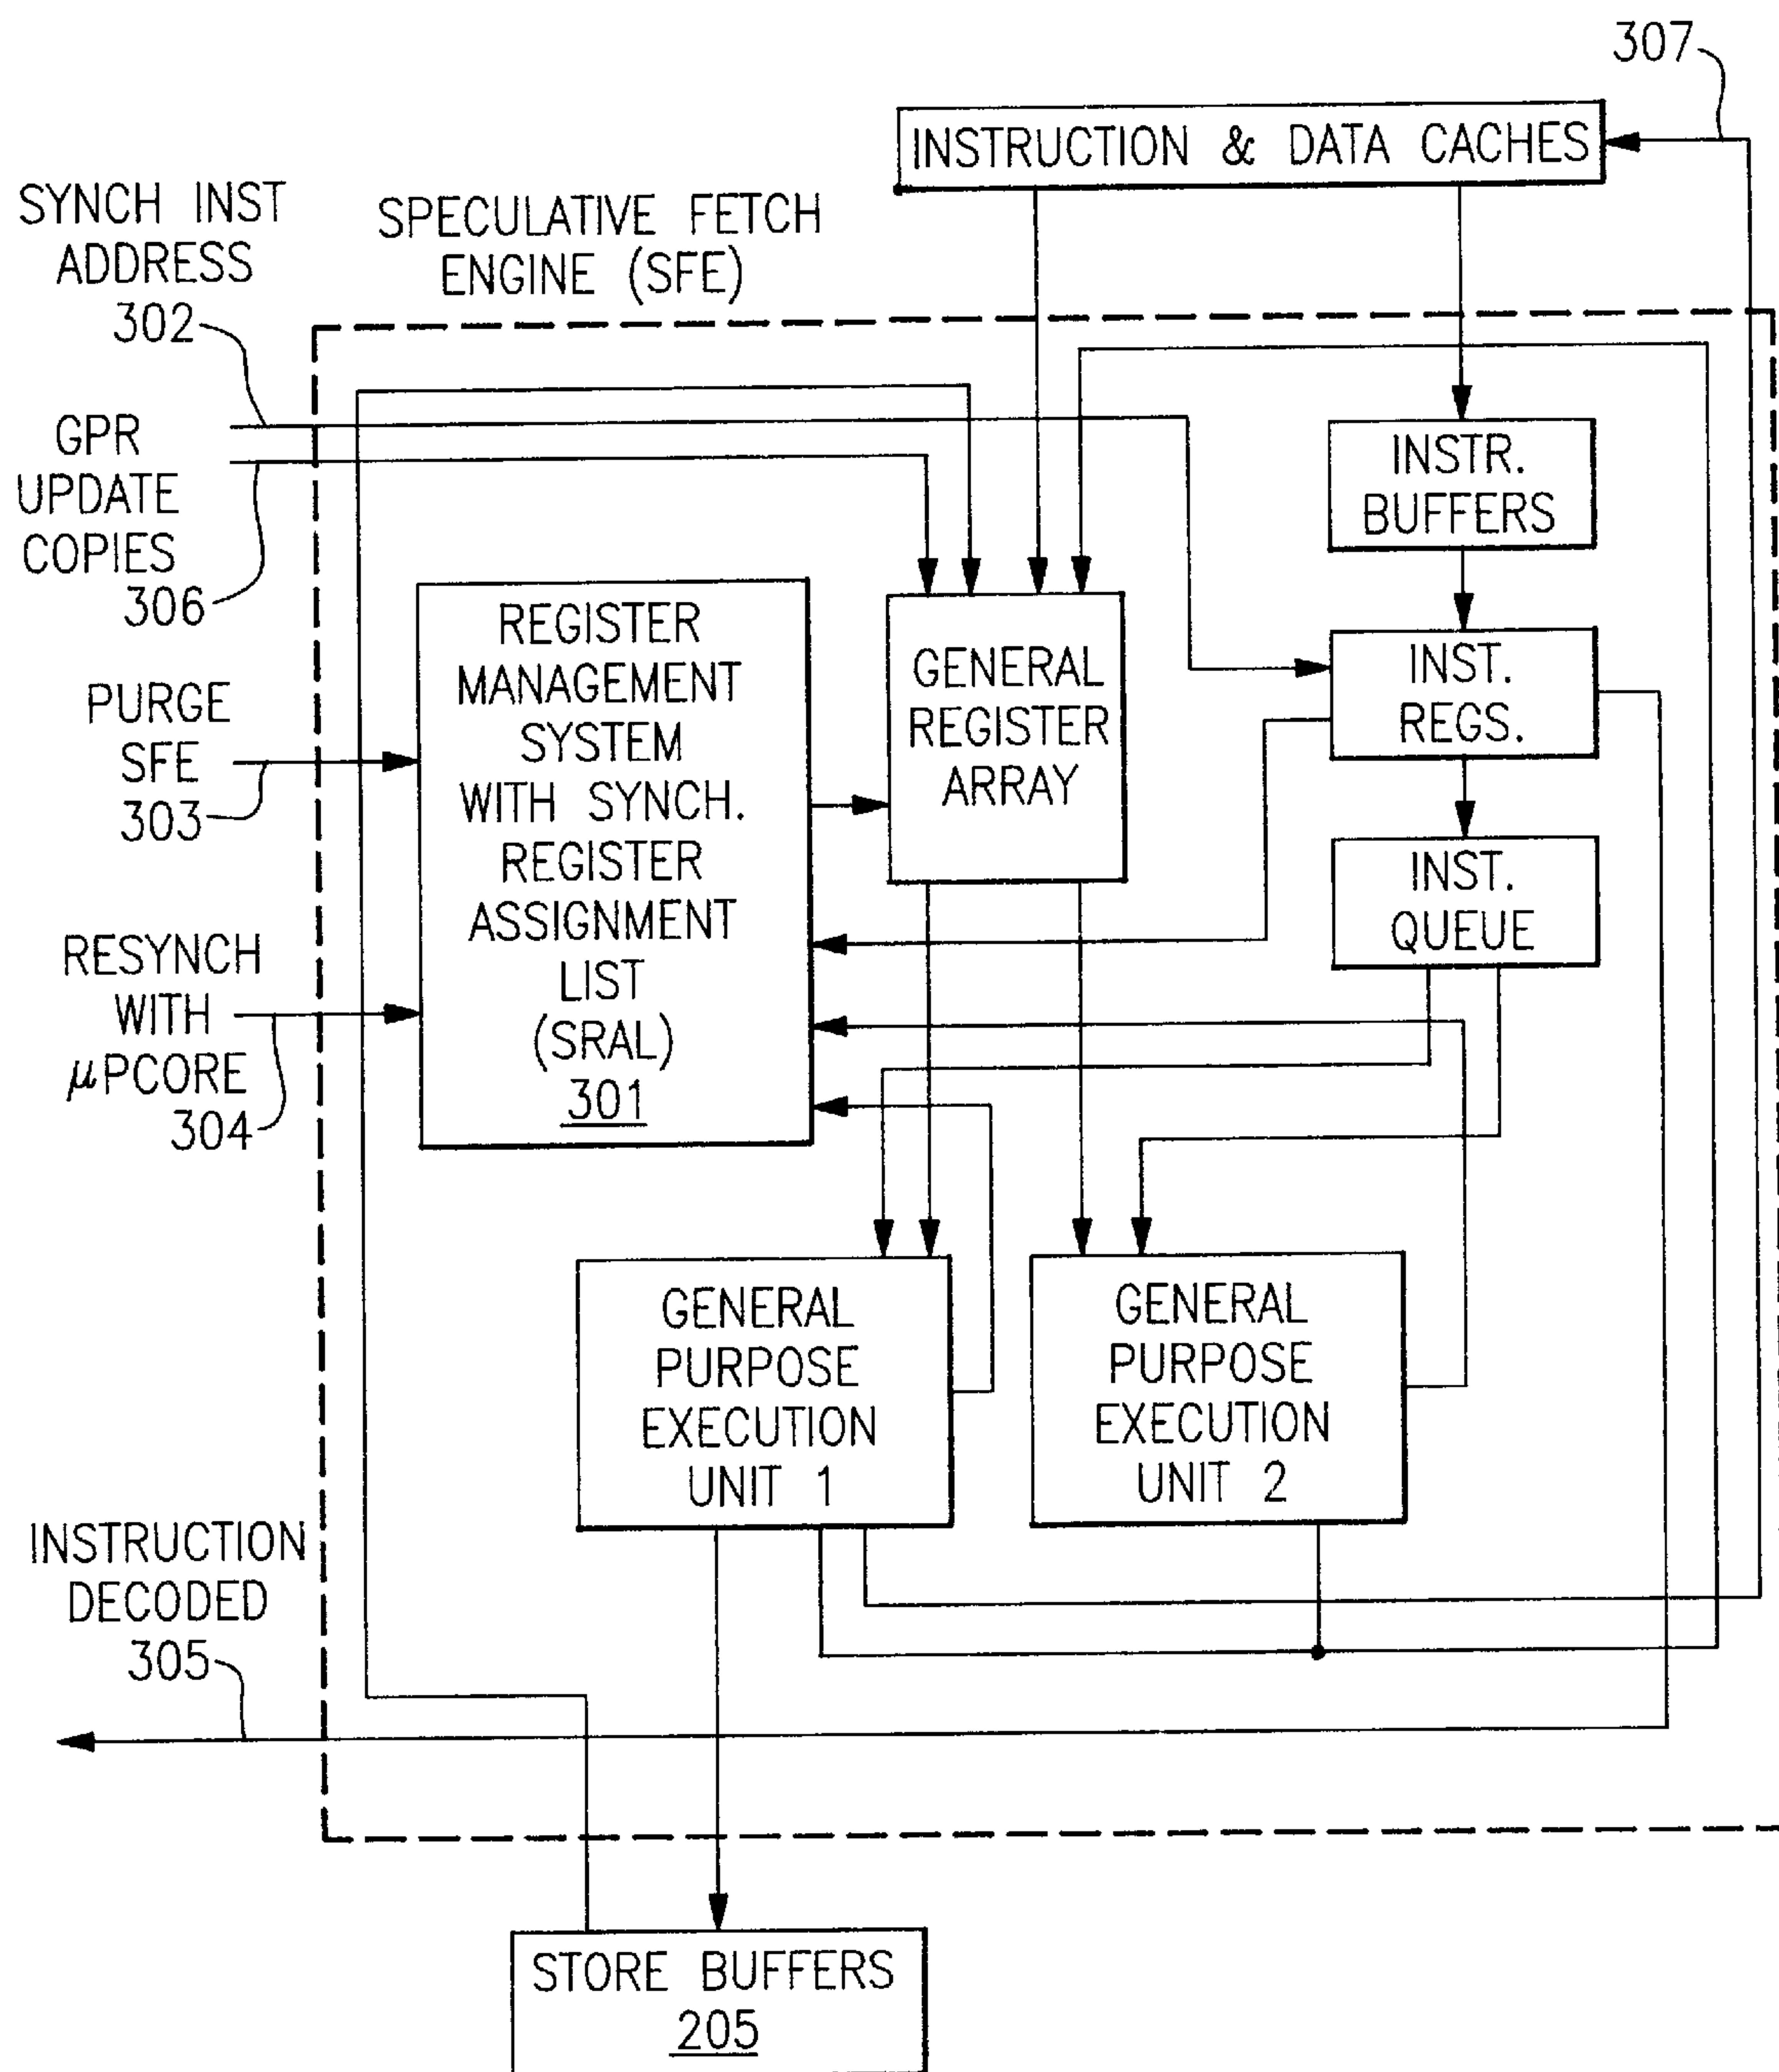 307
INSTRUCTION & DATA CACHES
SYNCH INST
ADDRESS
302
SPECULATIVE FETCH
ENGINE (SFE)
GPR
UPDATE
COPIES
306
INSTR.
BUFFERS
REGISTER
MANAGEMENT
SYSTEM
WITH SYNCH.
REGISTER
ASSIGNMENT
LIST
(SRAL)
301
GENERAL
REGISTER
ARRAY
INST.
REGS.
PURGE
SFE
303
INST.
QUEUE
RESYNCH
WITH
μPCORE
304
GENERAL
PURPOSE
EXECUTION
UNIT 1
GENERAL
PURPOSE
EXECUTION
UNIT 2
INSTRUCTION
DECODED
305
STORE BUFFERS
205